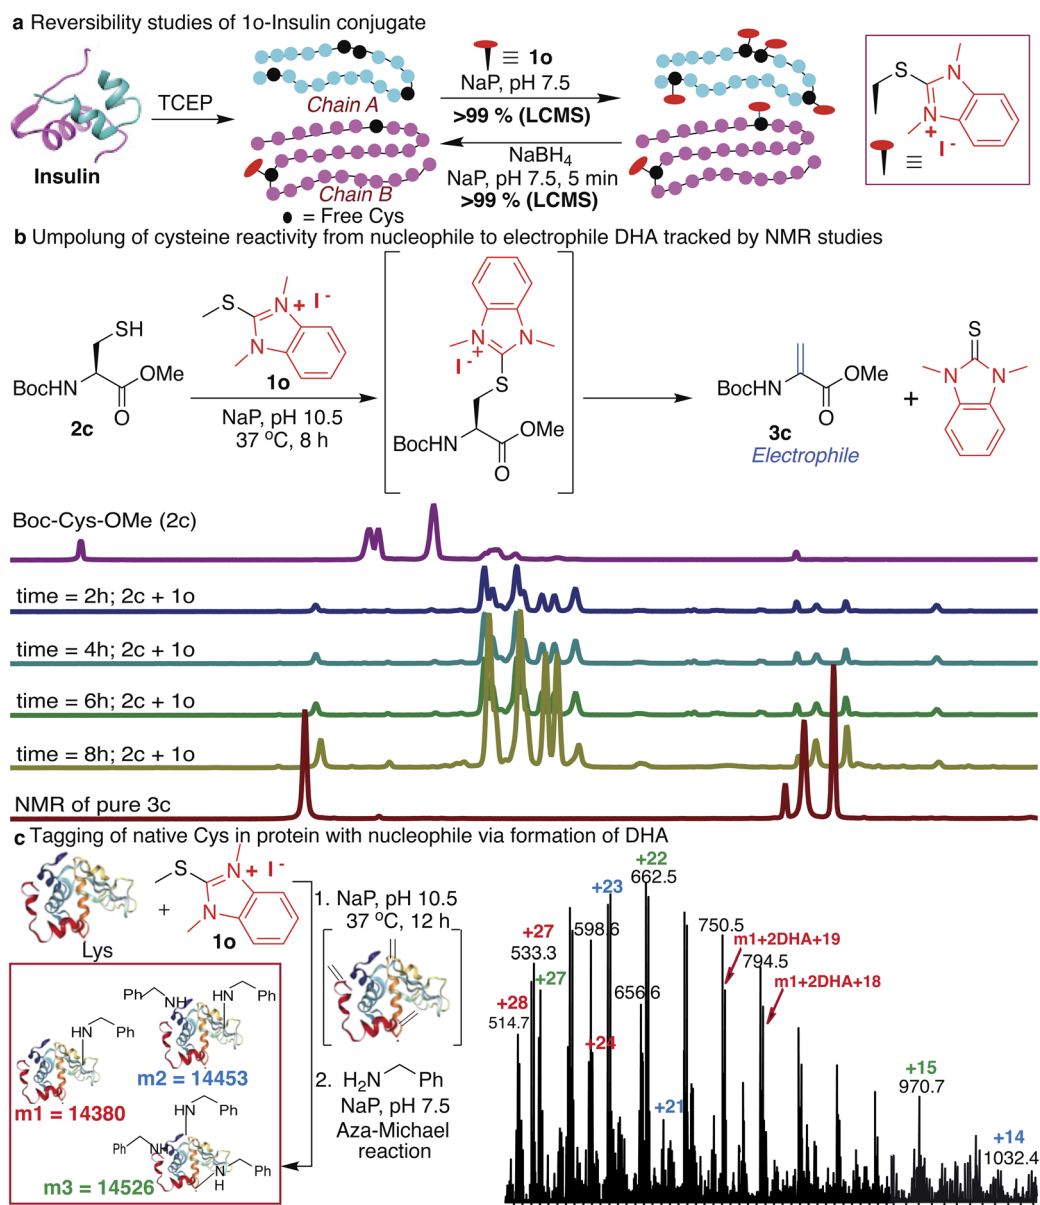 a Reversibility studies of 1o-Insulin conjugate
Insulin
TCEP
Chain A
Chain B
= Free Cys
≡ 1o
NaP, pH 7.5
>99 % (LCMS)
NaBH4
NaP, pH 7.5, 5 min
>99 % (LCMS)
S
N
N
+
I -
≡
b Umpolung of cysteine reactivity from nucleophile to electrophile DHA tracked by NMR studies
SH
BocHN
OMe
O
2c
S
N
+ I -
N
1o
NaP, pH 10.5
37 oC, 8 h
N
N
+
I -
S
BocHN
OMe
O
BocHN
OMe
O
3c
Electrophile
+
S
N
N
Boc-Cys-OMe (2c)
time = 2h; 2c + 1o
time = 4h; 2c + 1o
time = 6h; 2c + 1o
time = 8h; 2c + 1o
NMR of pure 3c
c Tagging of native Cys in protein with nucleophile via formation of DHA
Lys
+
S
N
+ I -
N
1o
1. NaP, pH 10.5
37 oC, 12 h
2. H2N Ph
NaP, pH 7.5
Aza-Michael
reaction
HN Ph
m1 = 14380
Ph NH
HN Ph
m2 = 14453
HN Ph
Ph NH
N Ph
H
m3 = 14526
+28
514.7
+27
533.3
+27
598.6
+24
+23
+22
662.5
656.6
+21
750.5
m1+2DHA+19
794.5
m1+2DHA+18
+15
970.7
+14
1032.4